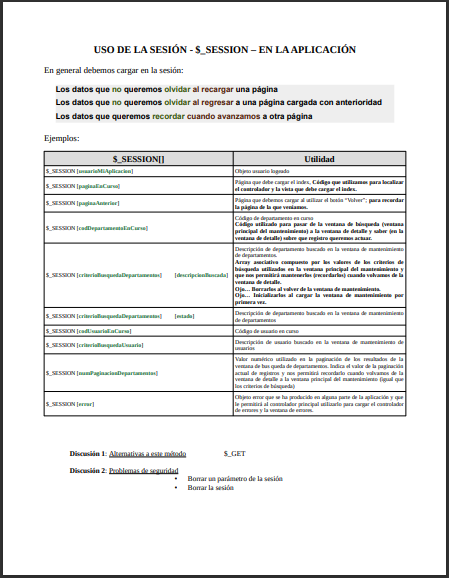 USO DE LA SESIÓN - $_SESSION – EN LA APLICACIÓN
En general debemos cargar en la sesión:
Los datos que no queremos olvidar al recargar una página
Los datos que no queremos olvidar al regresar a una página cargada con anterioridad
Los datos que queremos recordar cuando avanzamos a otra página
Ejemplos:
$_SESSION[] Utilidad
$_SESSION [usuarioMiAplicacion] Objeto usuario logeado
$_SESSION [paginaEnCurso] Página que debe cargar el index, Código que utilizamos para localizar
el controlador y la vista que debe cargar el index.
$_SESSION [paginaAnterior] Página que debemos cargar al utilizar el botón "Volver"; para recordar
la página de la que veníamos.
$_SESSION [codDepartamentoEnCurso] Código de departamento en curso
Código utilizado para pasar de la ventana de búsqueda (ventana
principal del mantenimiento) a la ventana de detalle y saber (en la
ventana de detalle) sobre que registro queremos actuar.
$_SESSION [criterioBusquedaDepartamentos] [descripcionBuscada] Descripción de departamento buscado en la ventana de mantenimiento
de departamentos.
Array asociativo compuesto por los valores de los criterios de
búsqueda utilizados en la ventana principal del mantenimiento y
que nos permitirá mantenerlos (recordarlos) cuando volvamos de la
ventana de detalle.
Ojo… Borrarlos al volver de la ventana de mantenimiento.
Ojo… Inicializarlos al cargar la ventana de mantenimiento por
primera vez.
$_SESSION [criterioBusquedaDepartamentos] [estado] Descripción de departamento buscado en la ventana de mantenimiento
de departamentos
$_SESSION [codUsuarioEnCurso] Código de usuario en curso
$_SESSION [criterioBusquedaUsuario] Descripción de usuario buscado en la ventana de mantenimiento de
usuarios
$_SESSION [numPaginacionDepartamentos] Valor numérico utilizado en la paginación de los resultados de la
ventana de bas queda de departamentos. Indica el valor de la paginación
actual de registros y nos permitirá recordarlo cuando volvamos de la
ventana de detalle a la ventana principal del mantenimiento (igual que
los criterios de búsqueda)
$_SESSION [error] Objeto error que se ha producido en alguna parte de la aplicación y que
le permitirá al controlador principal utilizarlo para cargar el controlador
de errores y la ventana de errores.
Discusión 1: Alternativas a este método $_GET
Discusión 2: Problemas de seguridad
• Borrar un parámetro de la sesión
• Borrar la sesión